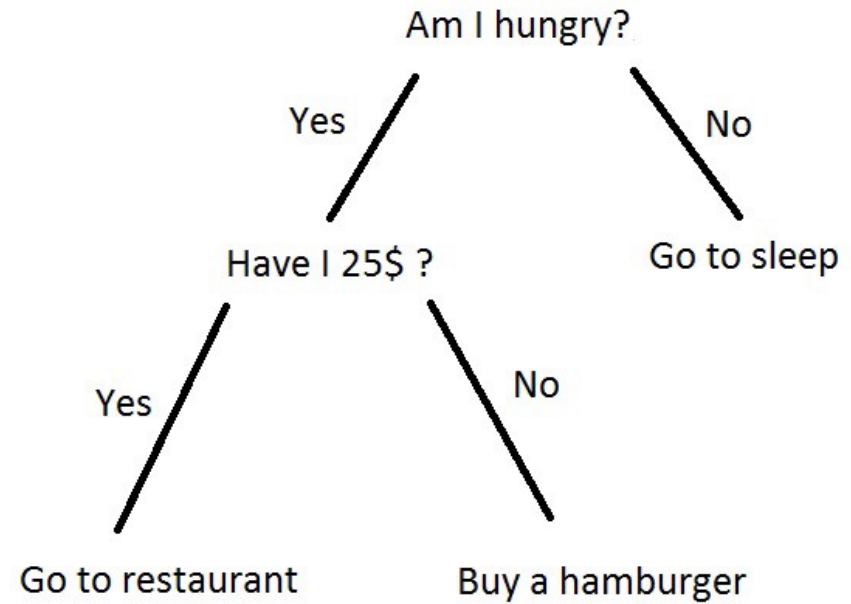 Am I hungry?
Yes
No
Have I 25$ ?
Go to sleep
Yes
No
Go to restaurant
Buy a hamburger